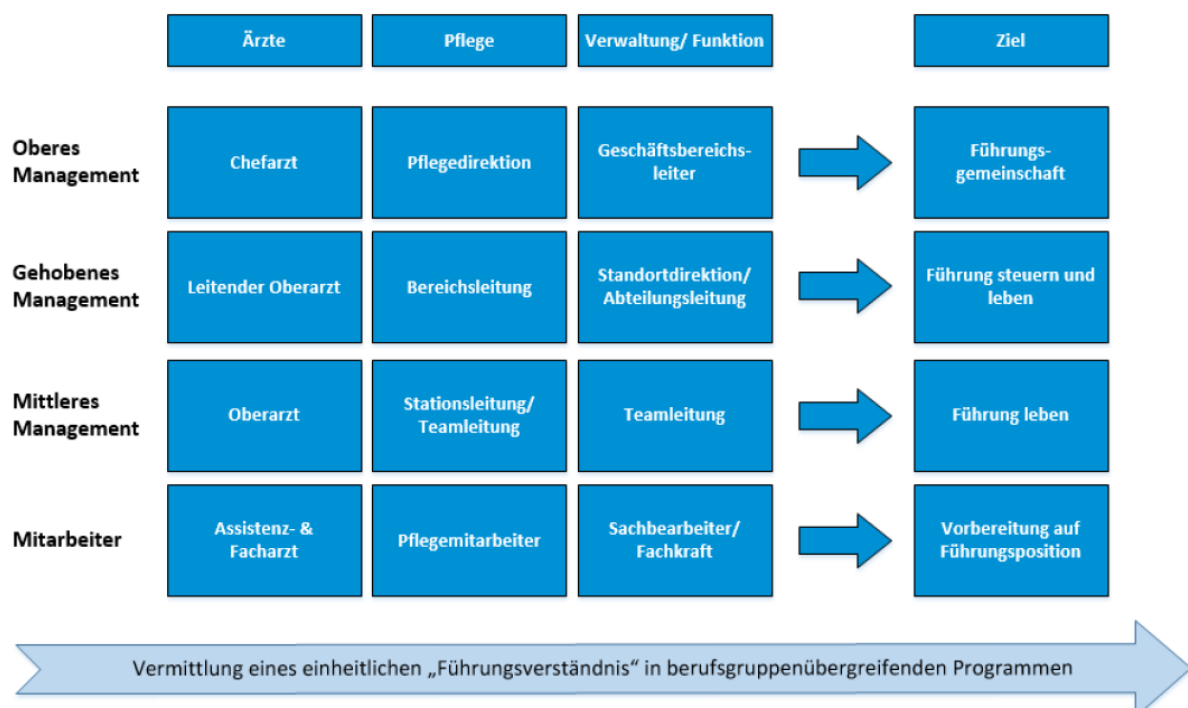 Ärzte
Pflege
Verwaltung/ Funktion
Ziel
Oberes
Management
Chefarzt
Pflegedirektion
Geschäftsbereichs-
leiter
Führungs-
gemeinschaft
Gehobenes
Management
Leitender Oberarzt
Bereichsleitung
Standortdirektion/
Abteilungsleitung
Führung steuern und
leben
Mittleres
Management
Oberarzt
Stationsleitung/
Teamleitung
Teamleitung
Führung leben
Mitarbeiter
Assistenz- &
Facharzt
Pflegemitarbeiter
Sachbearbeiter/
Fachkraft
Vorbereitung auf
Führungsposition
Vermittlung eines einheitlichen „Führungsverständnis“ in berufsgruppenübergreifenden Programmen